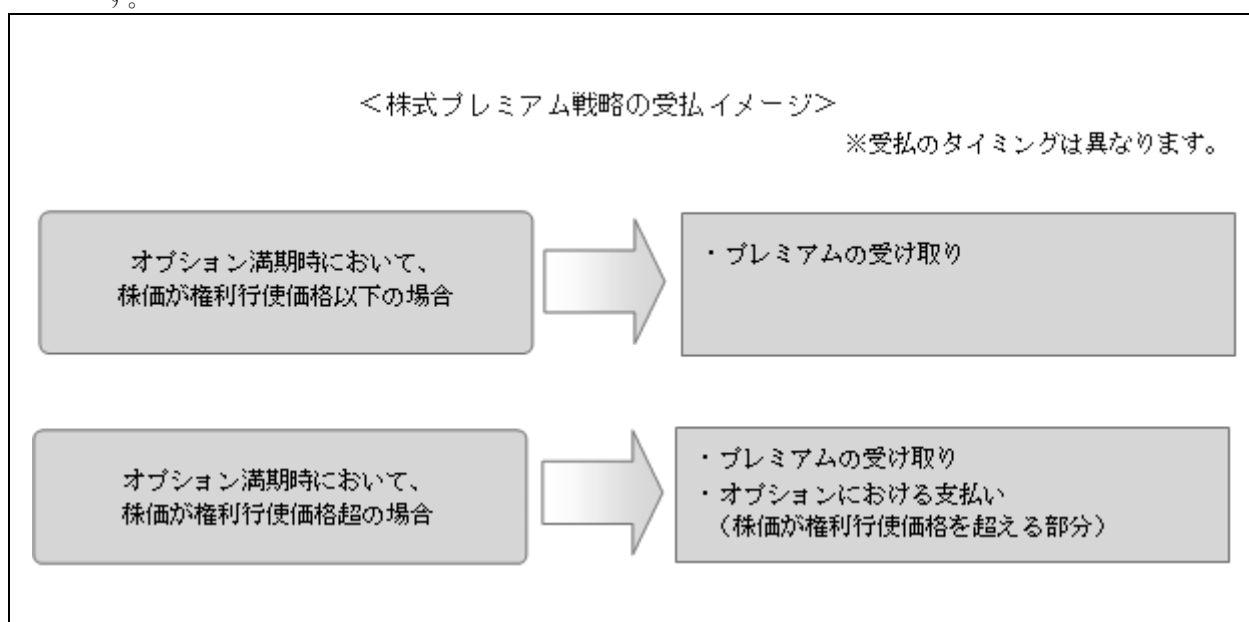 す。
＜株式プレミアム戦略の受払イメージ＞
※受払のタイミングは異なります。
オプション満期時において、
株価が権利行使価格以下の場合
・プレミアムの受け取り
オプション満期時において、
株価が権利行使価格超の場合
・プレミアムの受け取り
・オプションにおける支払い
（株価が権利行使価格を超える部分）